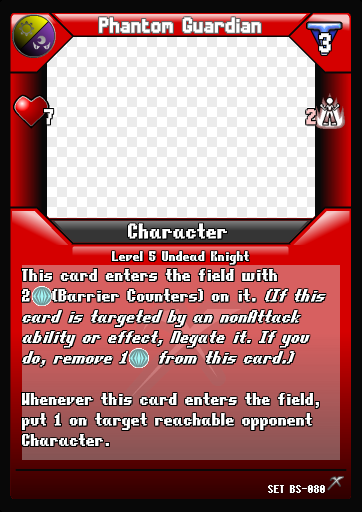 Phantom Guardian
3
7
2
Character
Level 5 Undead Knight
This card enters the field with
2(Barrier Counters) on it. (If this
card is targeted by an nonAttack
ability or effect, Negate it. If you
do, remove 1 from this card.)
Whenever this card enters the field,
put 1 on target reachable opponent
Character.
SET BS-080